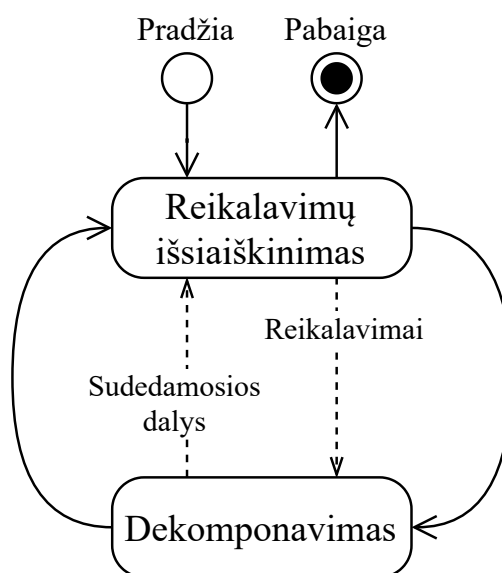 Pradžia
Pabaiga
Reikalavimų
išsiaiškinimas
Reikalavimai
Sudedamosios
dalys
Dekomponavimas